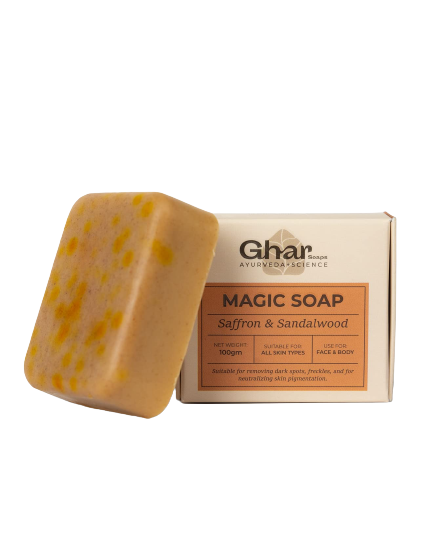 Ghar Soaps
AYURVEDA+SCIENCE
MAGIC SOAP
Saffron & Sandalwood
NET WEIGHT:
100gm
SUITABLE FOR:
ALL SKIN TYPES
USE FOR:
FACE & BODY
Suitable for removing dark spots, freckles, and for
neutralizing skin pigmentation.